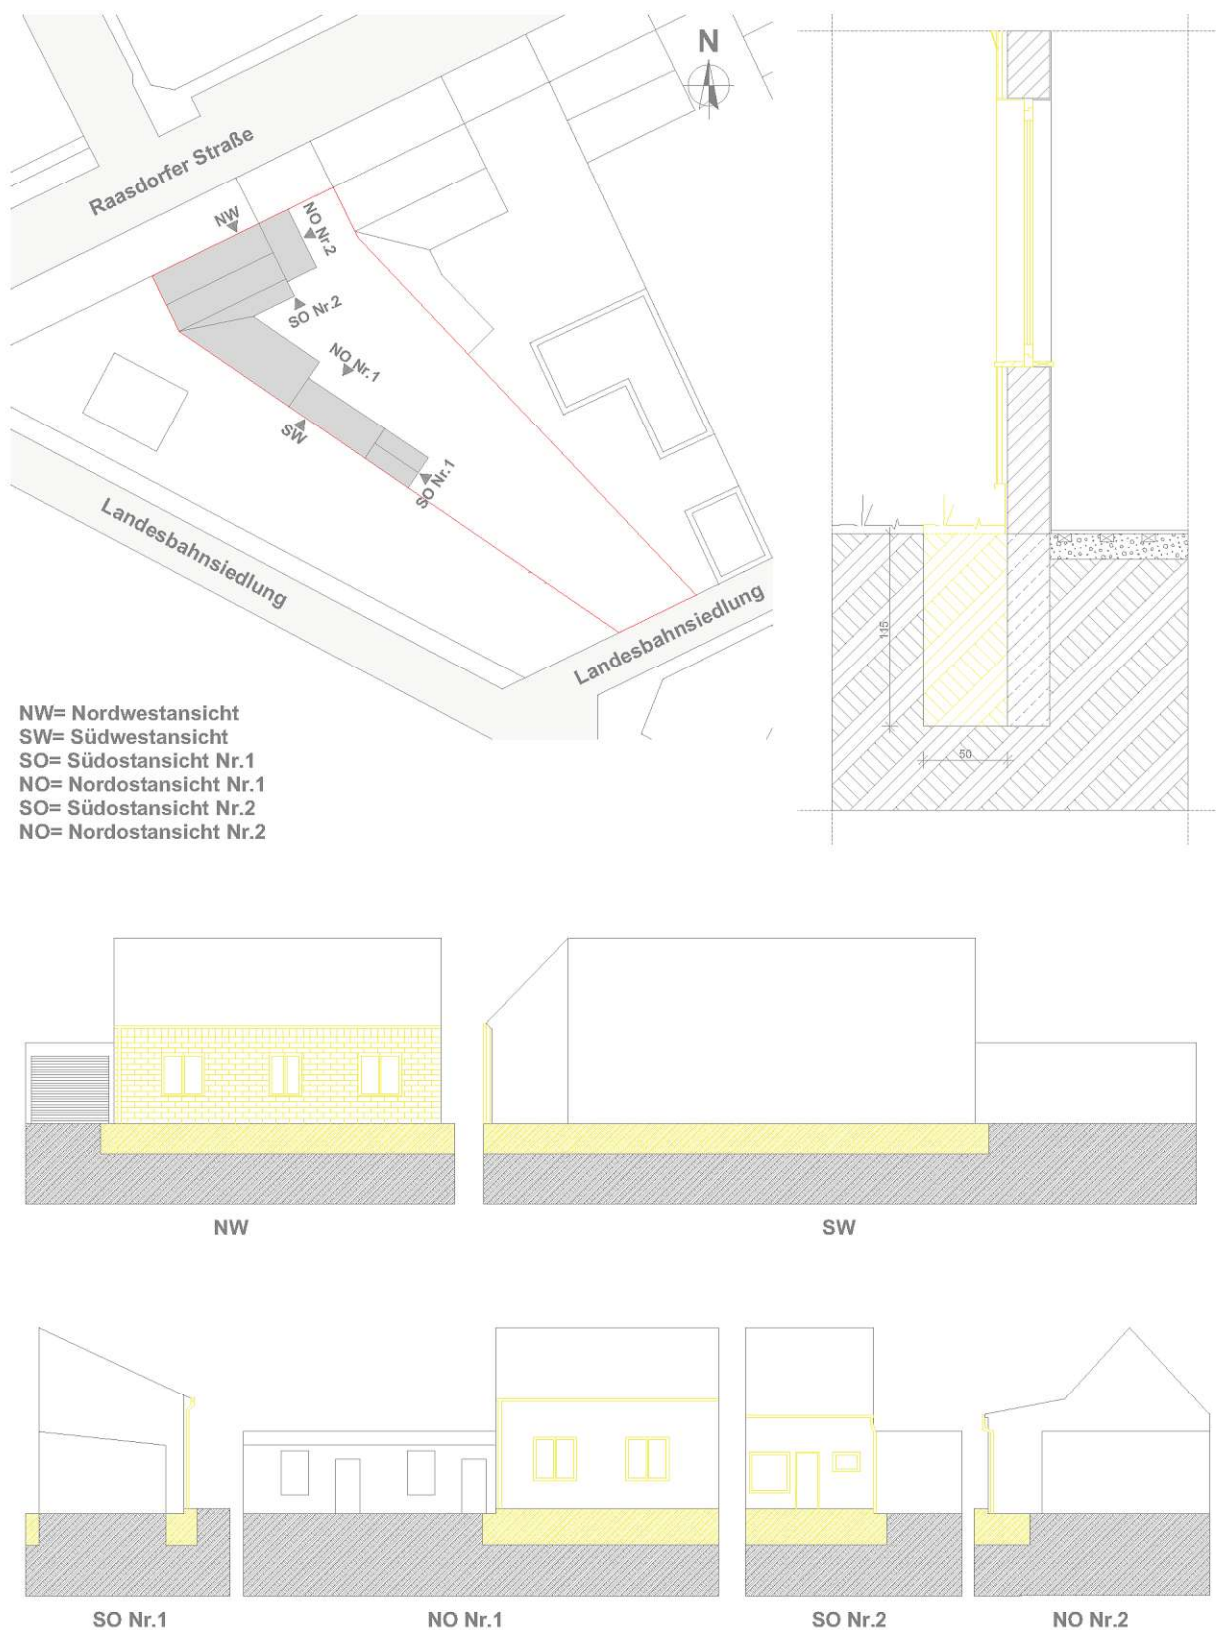 N
Raasdorfer Straße
NW
NO Nr.2
SO Nr.2
NO Nr.1
SW
SO Nr.1
Landesbahnsiedlung
Landesbahnsiedlung
NW= Nordwestansicht
SW= Südwestansicht
SO= Südostansicht Nr.1
NO= Nordostansicht Nr.1
SO= Südostansicht Nr.2
NO= Nordostansicht Nr.2
115
50
NW
SW
SO Nr.1
NO Nr.1
SO Nr.2
NO Nr.2